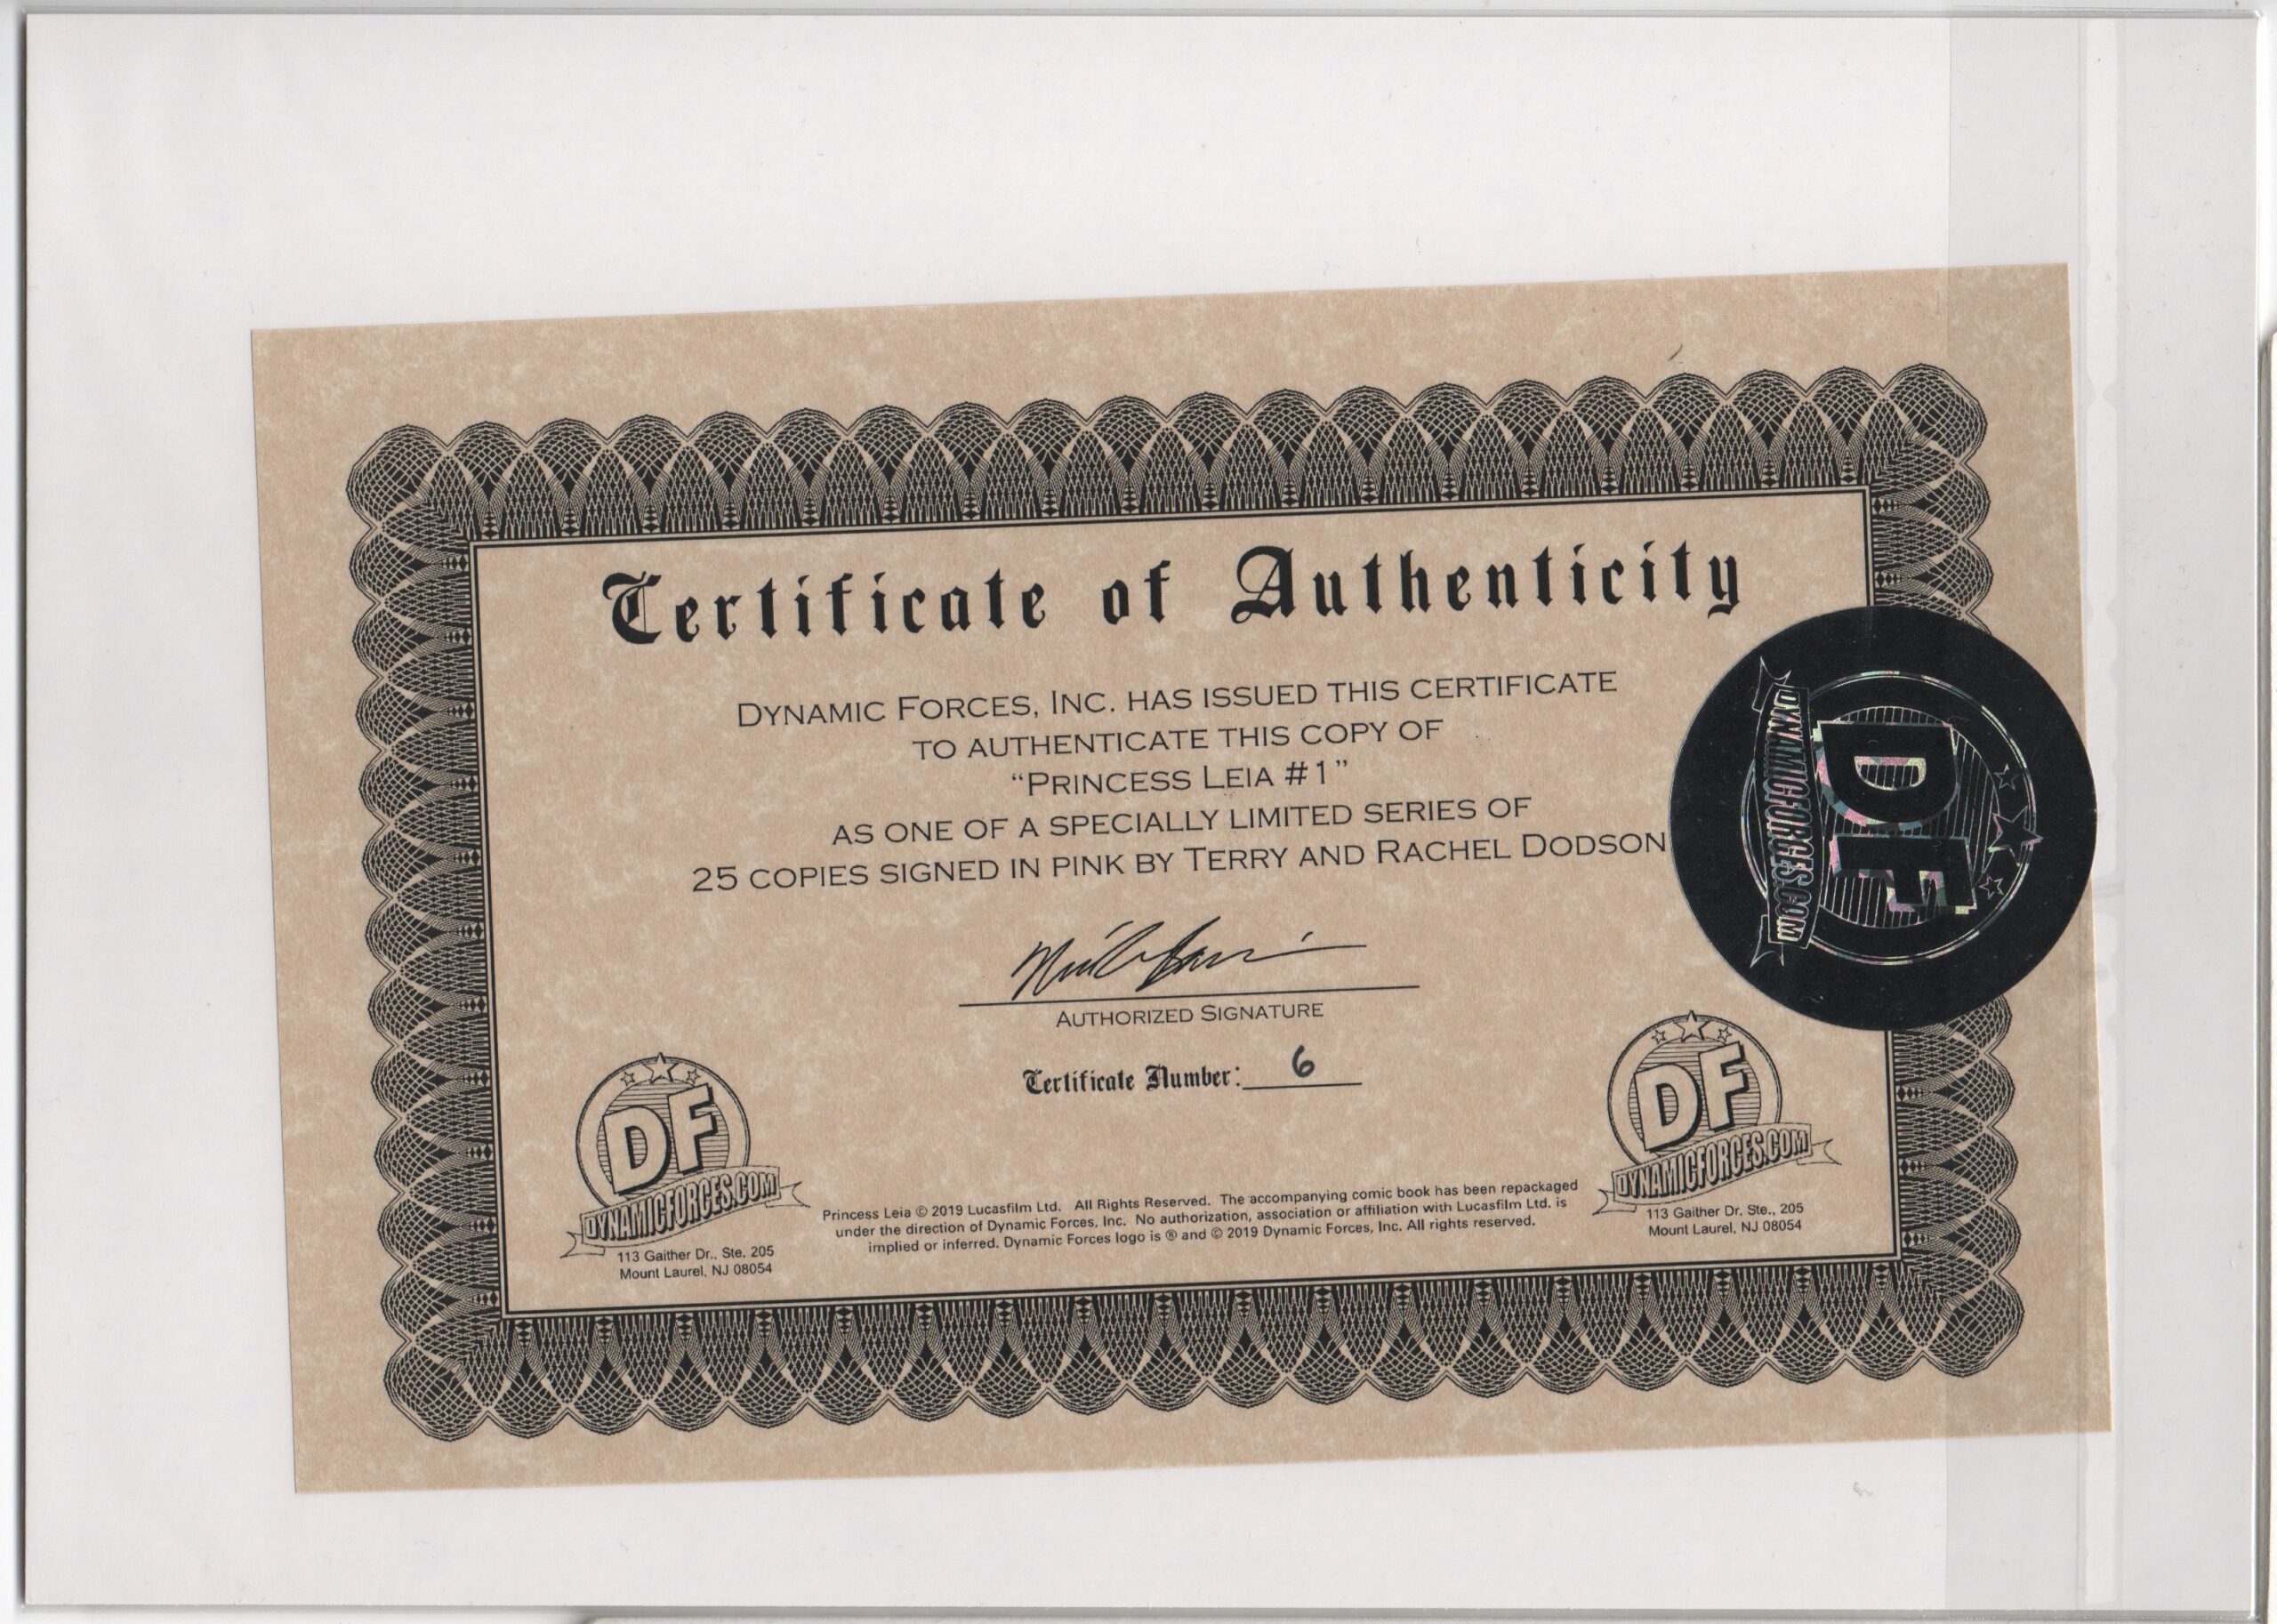 Certificate of Authenticity
DYNAMIC FORCES, INC. HAS ISSUED THIS CERTIFICATE
TO AUTHENTICATE THIS COPY OF
“PRINCESS LEIA #1”
AS ONE OF A SPECIALLY LIMITED SERIES OF
25 COPIES SIGNED IN PINK BY TERRY AND RACHEL DODSON
DF
DYNAMICFORCES.COM
AUTHORIZED SIGNATURE
Certificate Number: 6
DF
DYNAMICFORCES.COM
113 Gaither Dr., Ste. 205
Mount Laurel, NJ 08054
Princess Leia © 2019 Lucasfilm Ltd. All Rights Reserved. The accompanying comic book has been repackaged
under the direction of Dynamic Forces, Inc. No authorization, association or affiliation with Lucasfilm Ltd. is
implied or inferred. Dynamic Forces logo is ® and © 2019 Dynamic Forces, Inc. All rights reserved.
DF
DYNAMICFORCES.COM
113 Gaither Dr. Ste., 205
Mount Laurel, NJ 08054